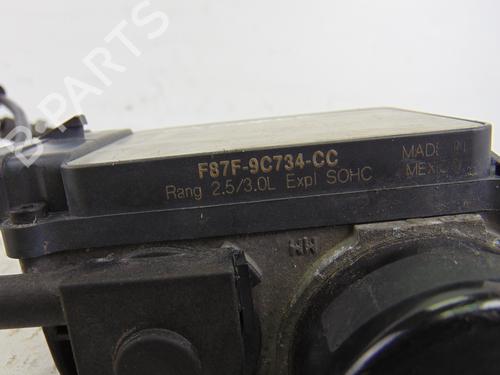 B-PARTS
F87F-9C734-CC
Rang 2.5/3.0L Expl SOHC
MADE IN
MEXICO